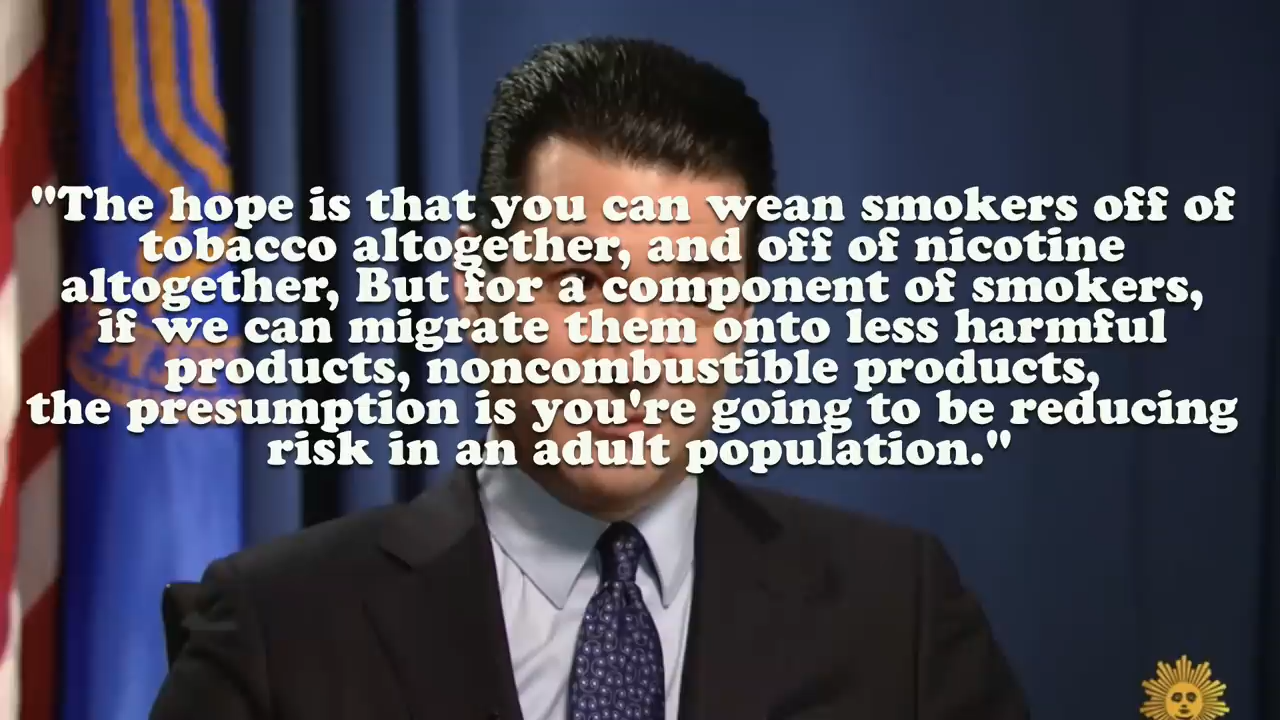 "The hope is that you can wean smokers off of
tobacco altogether, and off of nicotine
altogether, But for a component of smokers,
if we can migrate them onto less harmful
products, noncombustible products,
the presumption is you're going to be reducing
risk in an adult population."